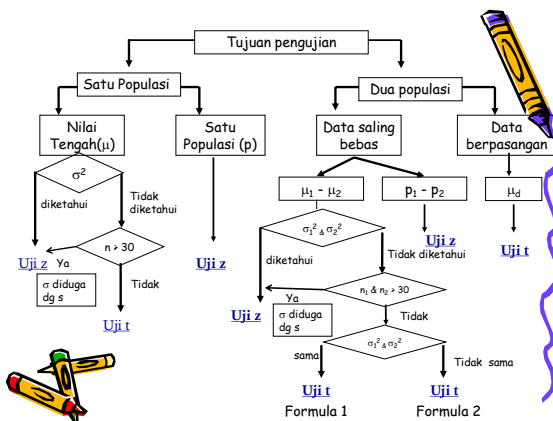 Tujuan pengujian
Satu Populasi
Dua populasi
Nilai
Tengah(μ)
Satu
Populasi (p)
Data saling
bebas
Data
berpasangan
σ²
diketahui
Tidak
diketahui
μ₁ - μ₂
p₁ - p₂
μd
σ₁² & σ₂²
Uji z
Uji t
diketahui
Tidak diketahui
n ≥ 30
Uji z
Ya
Uji z
σ diduga
dg s
Tidak
Uji t
n₁ & n₂ ≥ 30
Uji z
Ya
σ diduga
dg s
Tidak
σ₁² & σ₂²
sama
Tidak sama
Uji t
Uji t
Formula 1
Formula 2